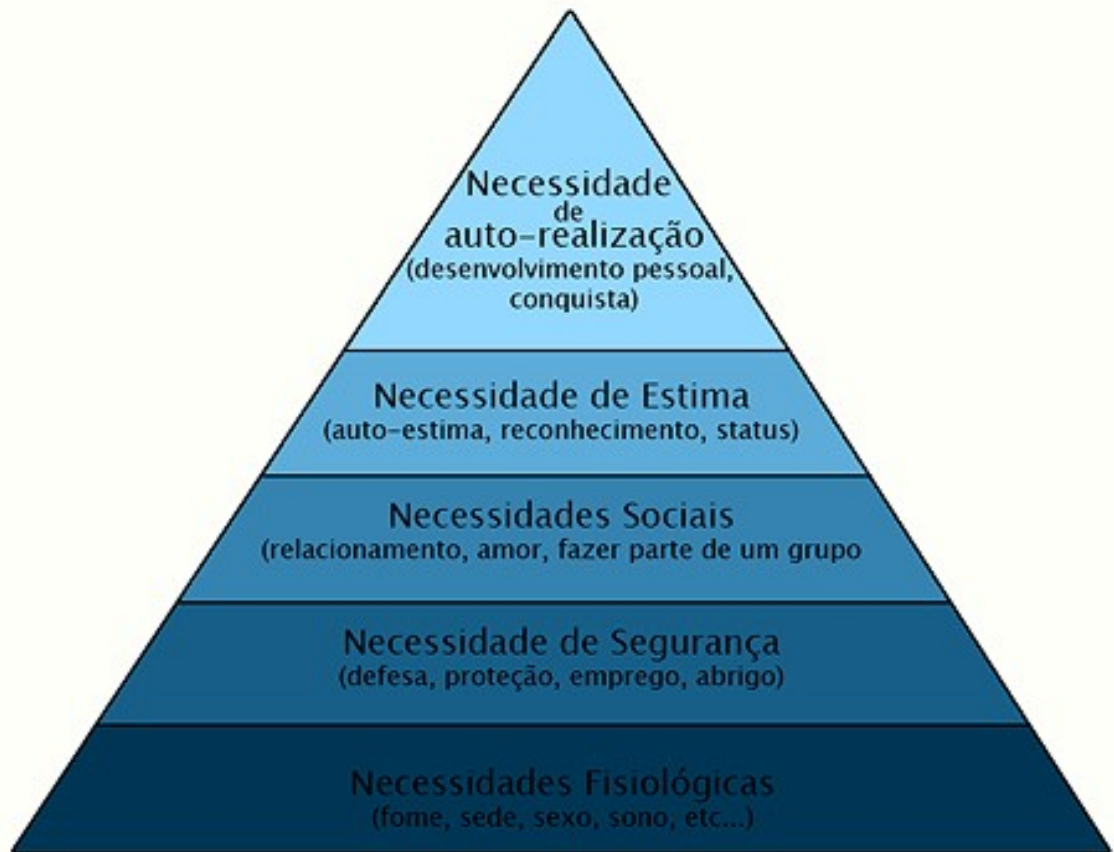 Necessidade
de
auto-realização
(desenvolvimento pessoal,
conquista)
Necessidade de Estima
(auto-estima, reconhecimento, status)
Necessidades Sociais
(relacionamento, amor, fazer parte de um grupo
Necessidade de Segurança
(defesa, proteção, emprego, abrigo)
Necessidades Fisiológicas
(fome, sede, sexo, sono, etc...)